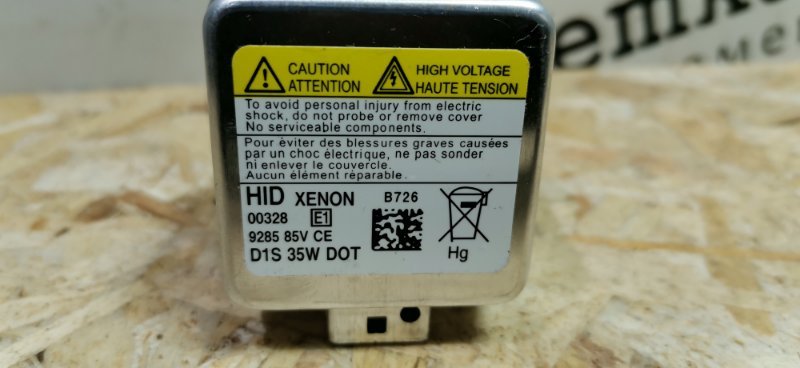 CAUTION
ATTENTION
HIGH VOLTAGE
HAUTE TENSION
To avoid personal injury from electric
shock, do not probe or remove cover
No serviceable components.
Pour éviter des blessures graves causées
par un choc électrique, ne pas sonder
ni enlever le couvercle.
Aucun élément réparable.
HID XENON B726
00328 E1
9285 85V CE
D1S 35W DOT
Hg